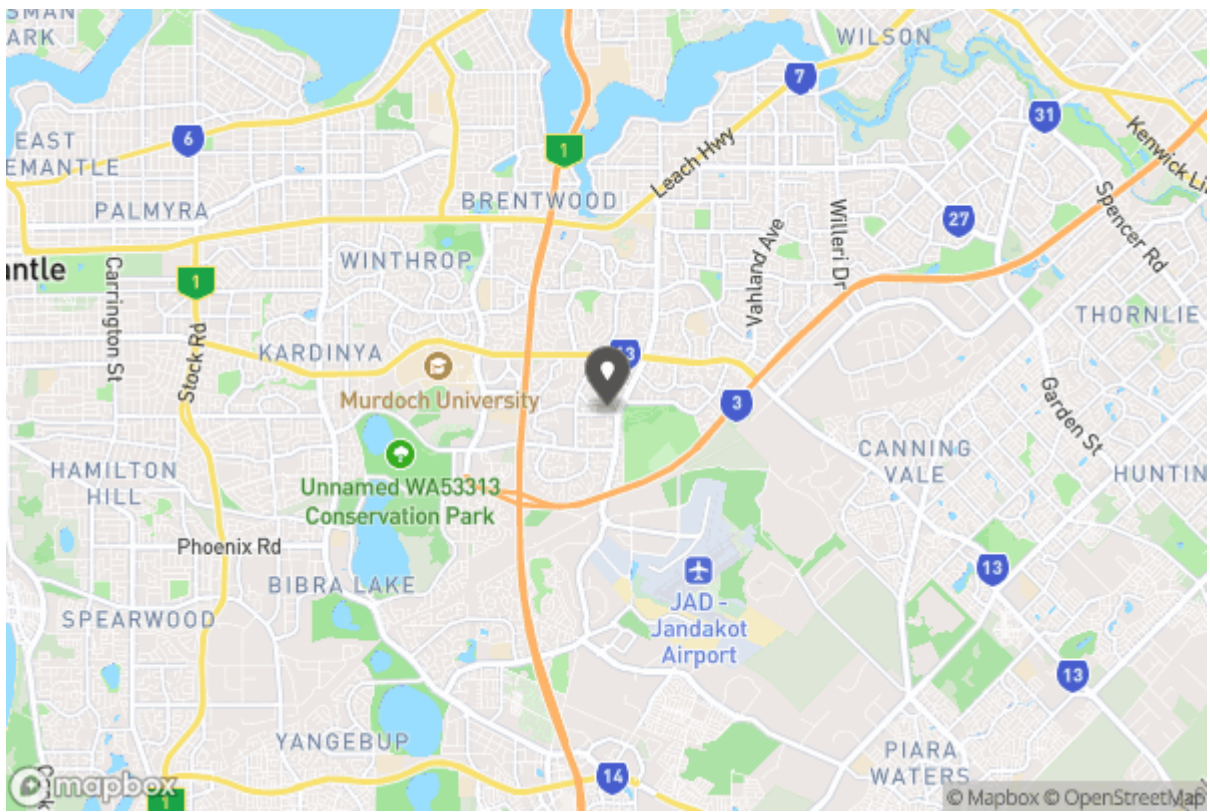 SMAN
ARK
WILSON
7
31
6
EAST
EMANTLE
1
Leach Hwy
Kenwick Li
BRENTWOOD
PALMYRA
27
Spencer Rd
Willeri Dr
Vahland Ave
WINTHROP
ntle
1
Carrington St
Stock Rd
THORNLIE
KARDINYA
13
Murdoch University
3
Garden St
CANNING
VALE
HAMILTON
HILL
HUNTIN
Unnamed WA53313
Conservation Park
Phoenix Rd
13
BIBRA LAKE
SPEARWOOD
JAD -
Jandakot
Airport
13
YANGEBUP
PIARA
WATERS
14
1
mapbox
© Mapbox © OpenStreetMap